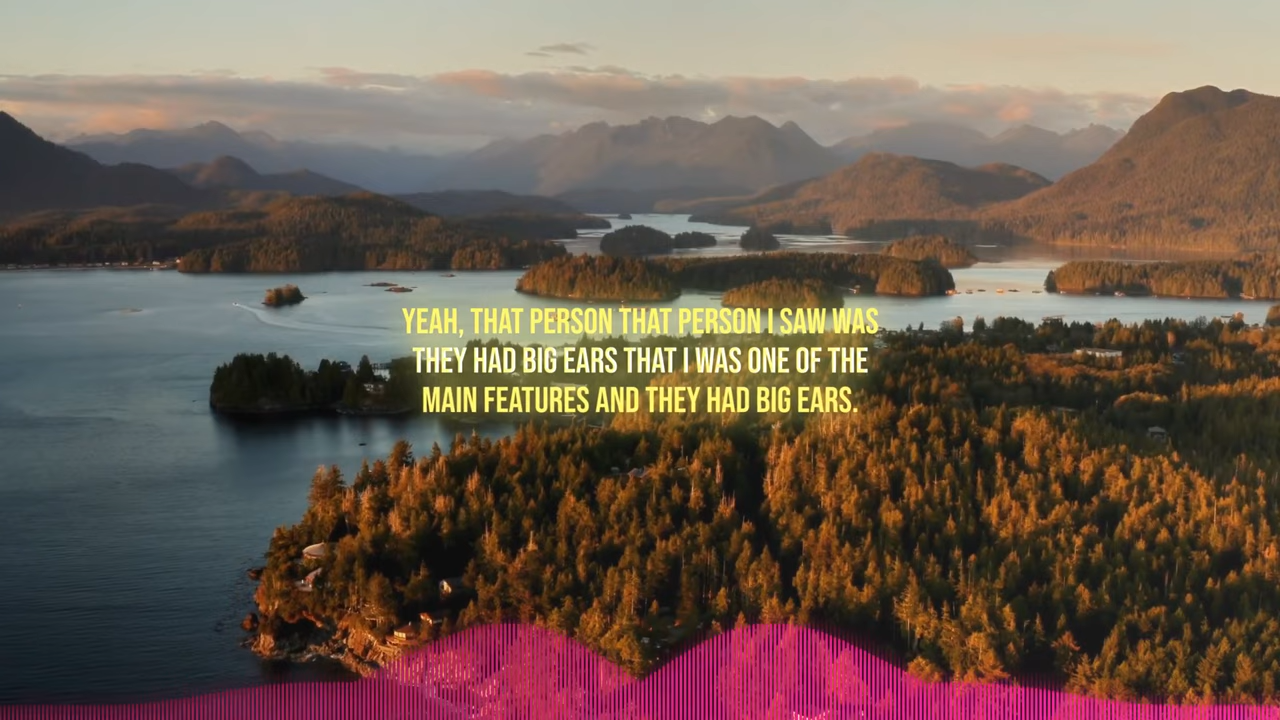 YEAH, THAT PERSON THAT PERSON I SAW WAS
THEY HAD BIG EARS THAT I WAS ONE OF THE
MAIN FEATURES AND THEY HAD BIG EARS.